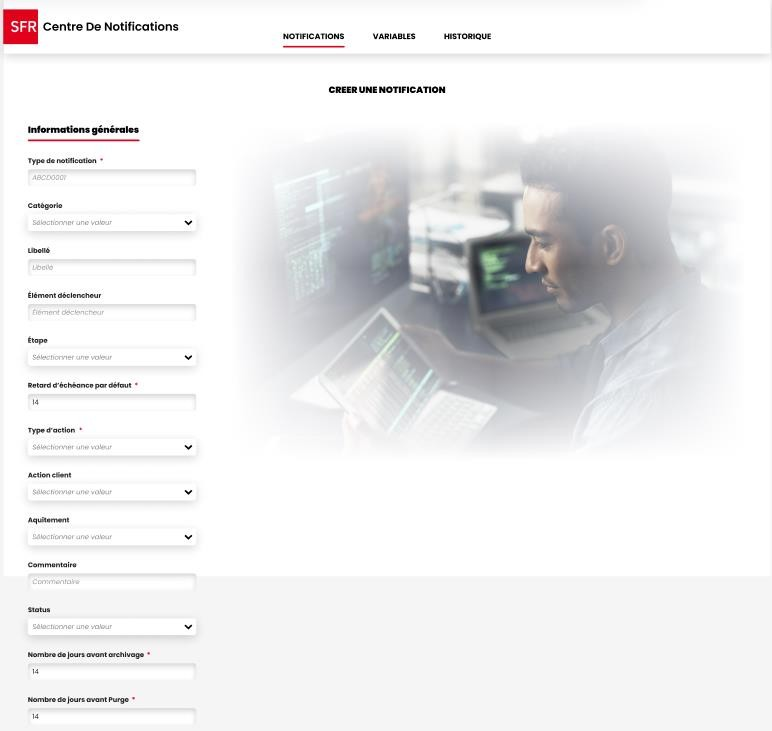 SFR Centre De Notifications
NOTIFICATIONS VARIABLES HISTORIQUE
CREER UNE NOTIFICATION
Informations générales
Type de notification *
ABCD0001
Catégorie
Sélectionner une valeur
Libellé
Libellé
Élément déclencheur
Élément déclencheur
Étape
Sélectionner une valeur
Retard d'échéance par défaut *
14
Type d'action *
Sélectionner une valeur
Action client
Sélectionner une valeur
Aquitement
Sélectionner une valeur
Commentaire
Commentaire
Status
Sélectionner une valeur
Nombre de jours avant archivage *
14
Nombre de jours avant Purge *
14